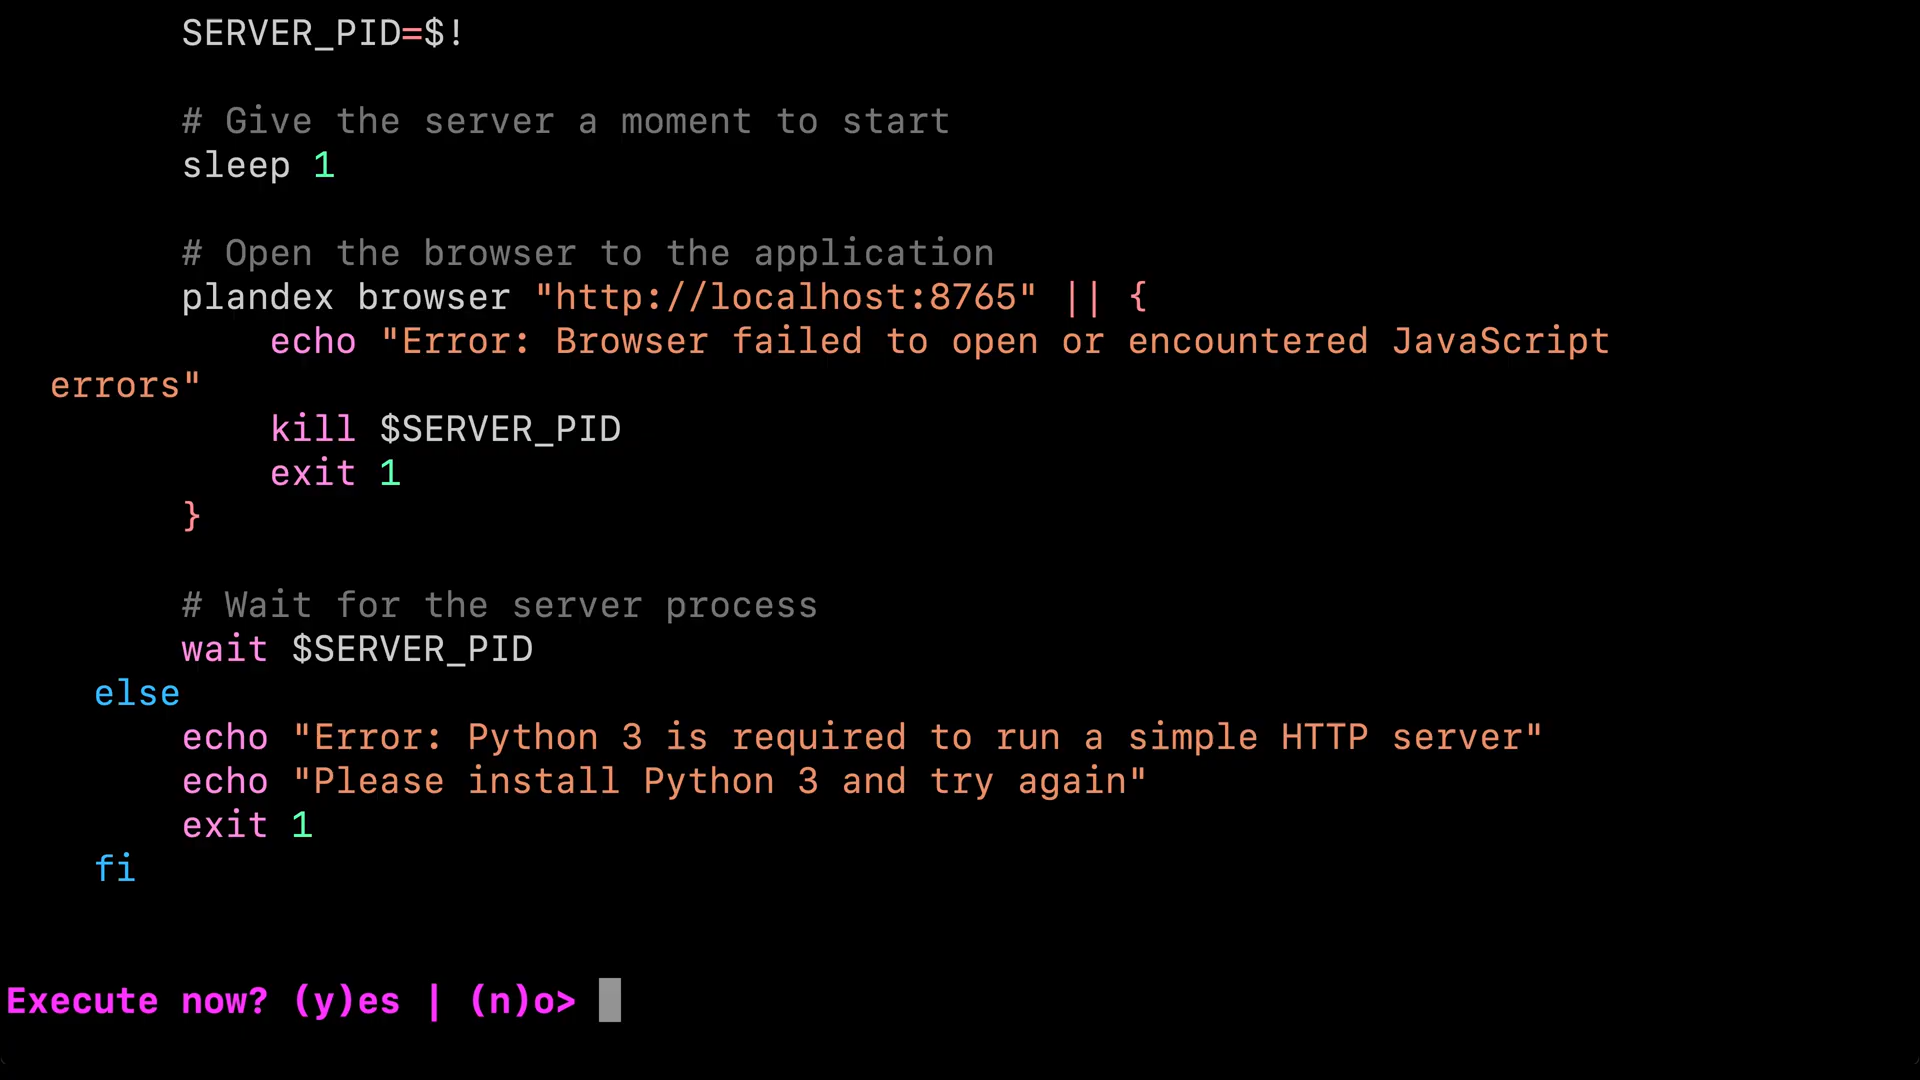 SERVER_PID=$!
# Give the server a moment to start
sleep 1
# Open the browser to the application
plandex browser "http://localhost:8765" || {
echo "Error: Browser failed to open or encountered JavaScript
errors"
kill $SERVER_PID
exit 1
}
# Wait for the server process
wait $SERVER_PID
else
echo "Error: Python 3 is required to run a simple HTTP server"
echo "Please install Python 3 and try again"
exit 1
fi
Execute now? (y)es | (n)o>